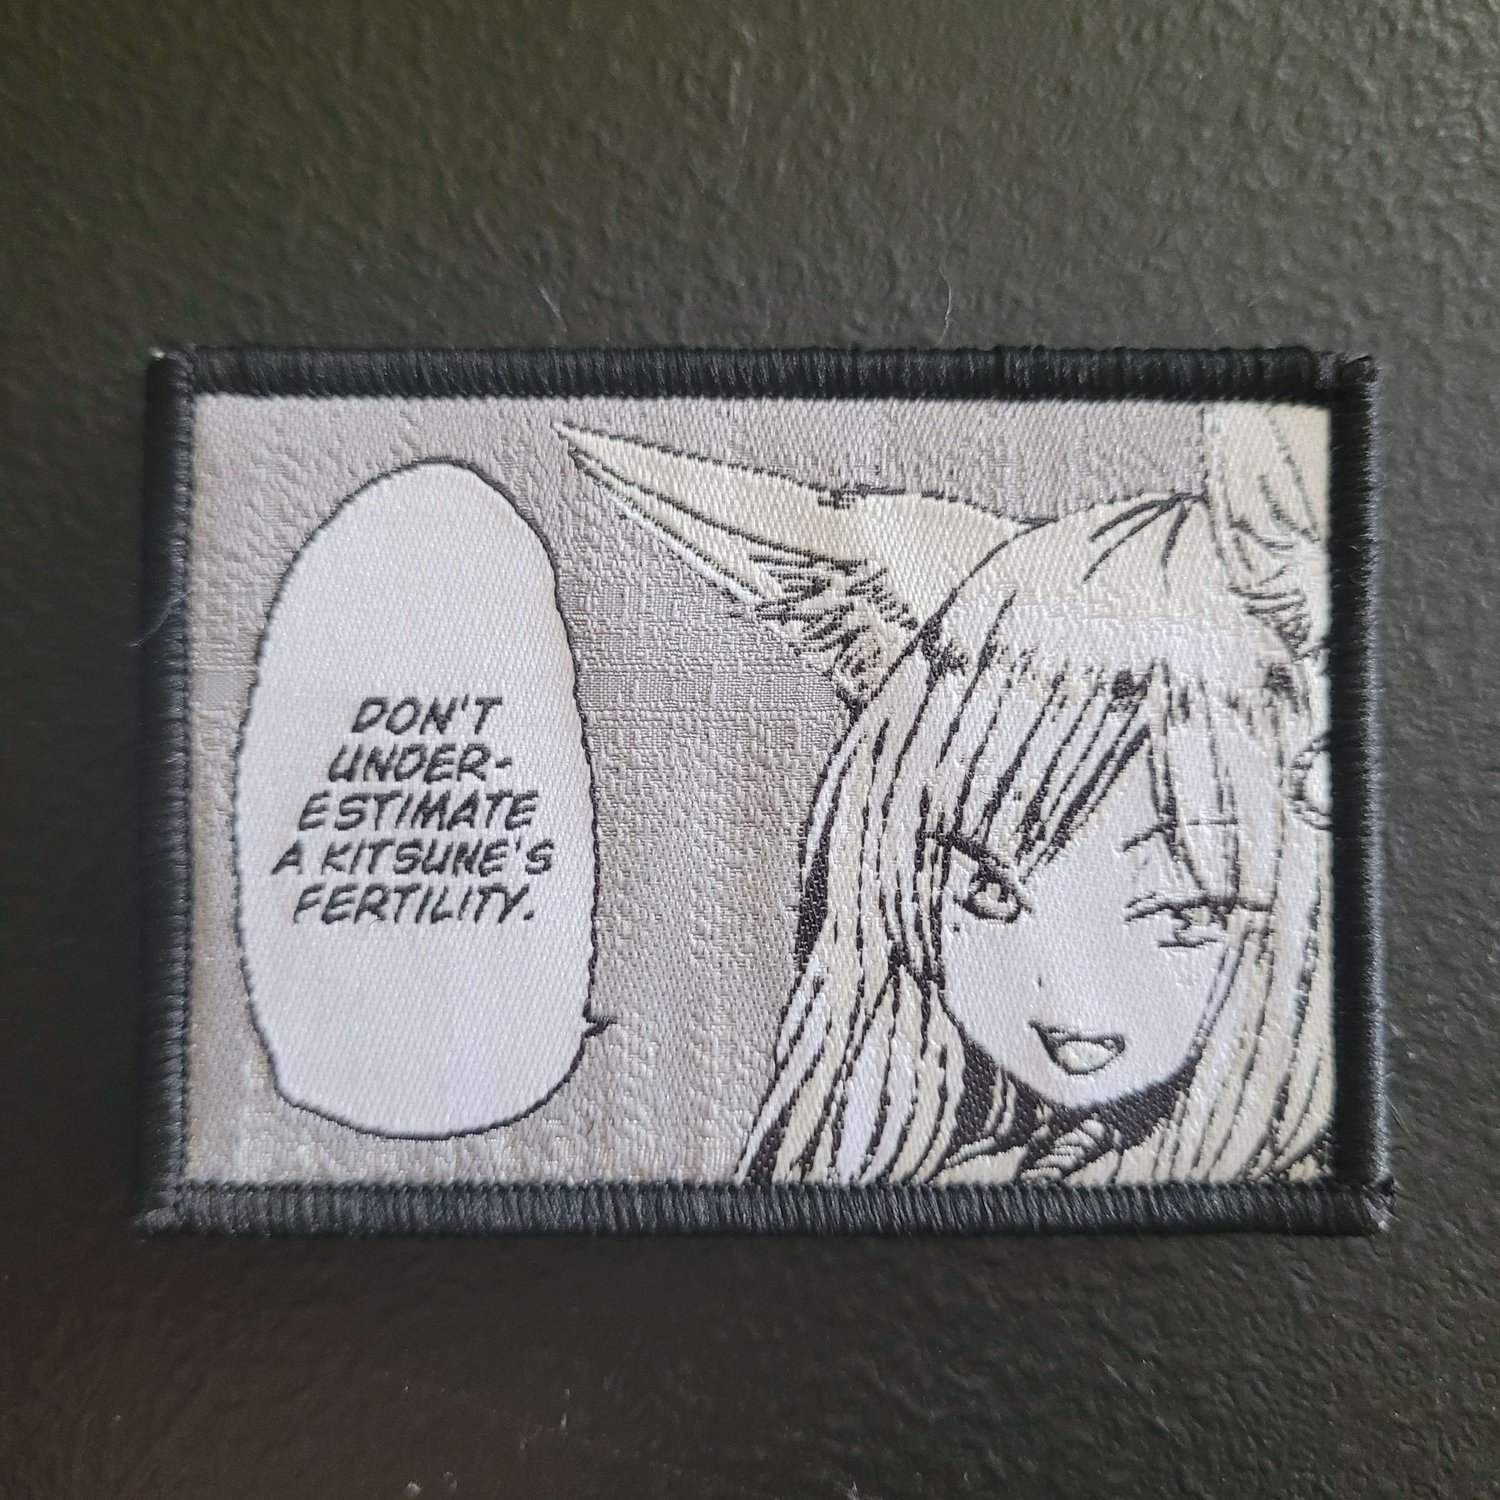 DON'T
UNDER-
ESTIMATE
A KITSUNE'S
FERTILITY.